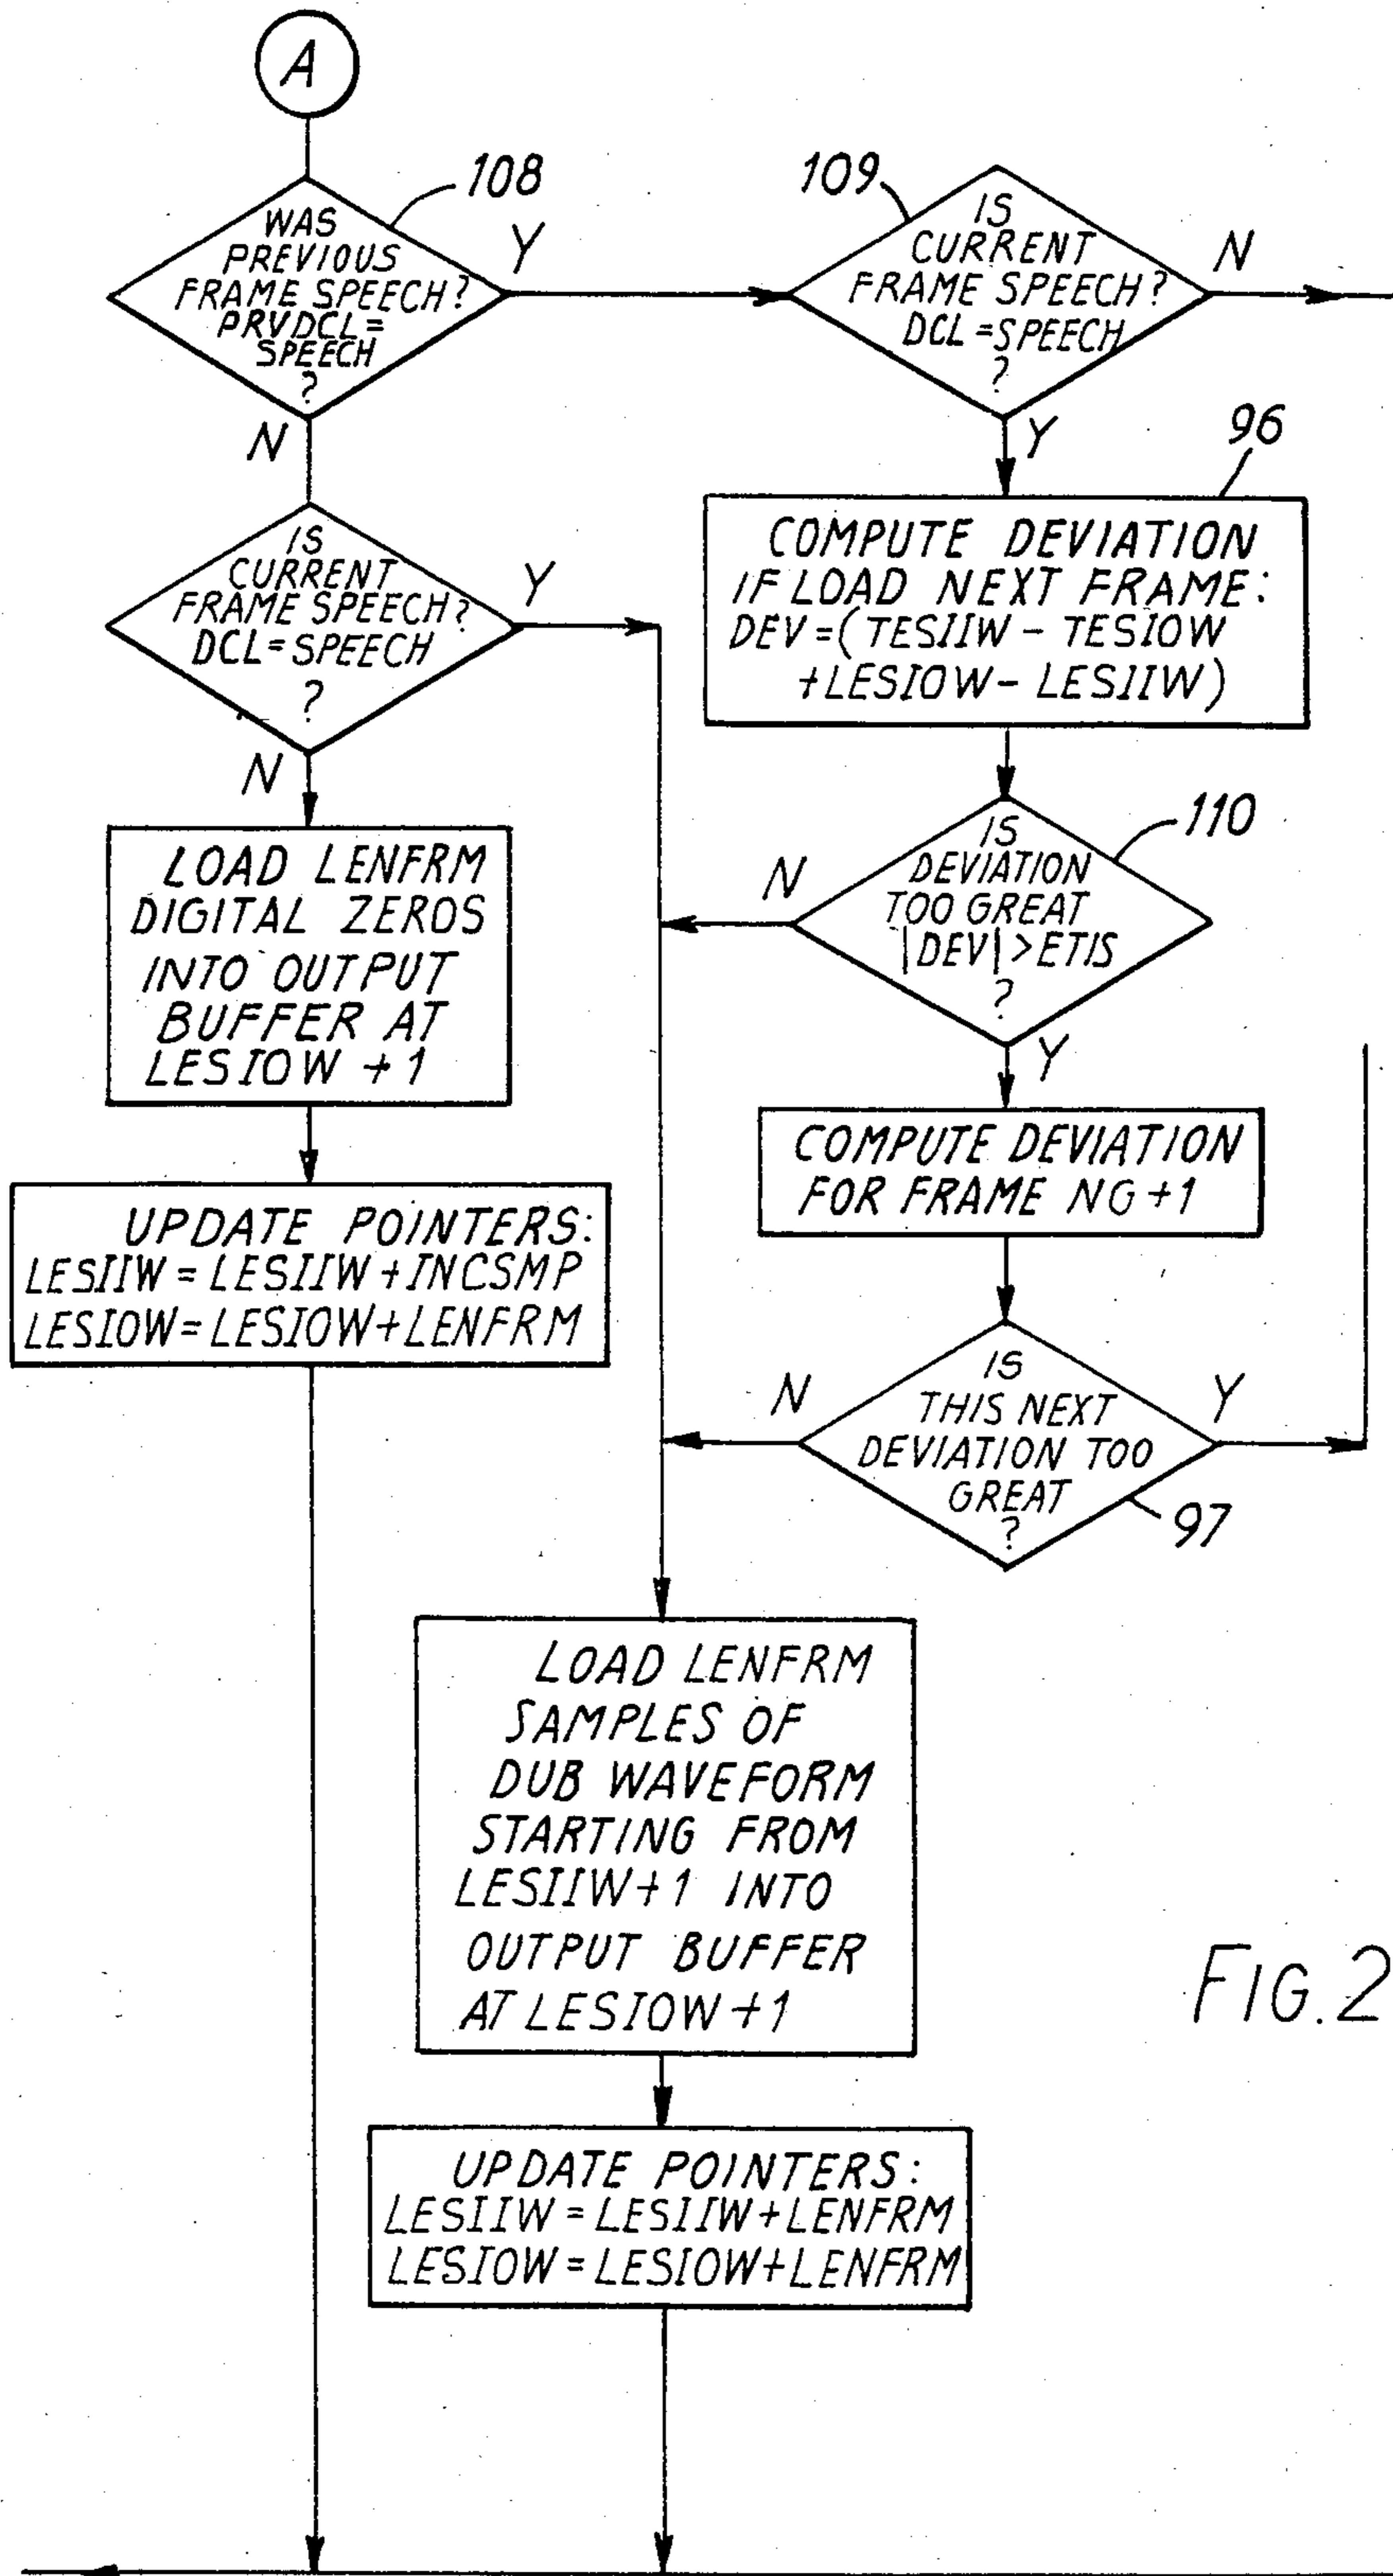 A
108
WAS
PREVIOUS
FRAME SPEECH?
PRVDCL=
SPEECH
?
Y
N
109
IS
CURRENT
FRAME SPEECH?
DCL=SPEECH
?
N
Y
96
COMPUTE DEVIATION
IF LOAD NEXT FRAME:
DEV=(TESIIW - TESIOW
+LESIOW- LESIIW)
IS
CURRENT
FRAME SPEECH?
DCL=SPEECH
?
Y
N
110
IS
DEVIATION
TOO GREAT
|DEV|>ETIS
?
N
Y
LOAD LENFRM
DIGITAL ZEROS
INTO OUTPUT
BUFFER AT
LESIOW +1
COMPUTE DEVIATION
FOR FRAME NG+1
UPDATE POINTERS:
LESIIW = LESIIW+INCSMP
LESIOW=LESIOW+LENFRM
IS
THIS NEXT
DEVIATION TOO
GREAT
?
N
Y
97
LOAD LENFRM
SAMPLES OF
DUB WAVEFORM
STARTING FROM
LESIIW+1 INTO
OUTPUT BUFFER
AT LESIOW +1
FIG.2
UPDATE POINTERS:
LESIIW = LESIIW+LENFRM
LESIOW = LESIOW+LENFRM